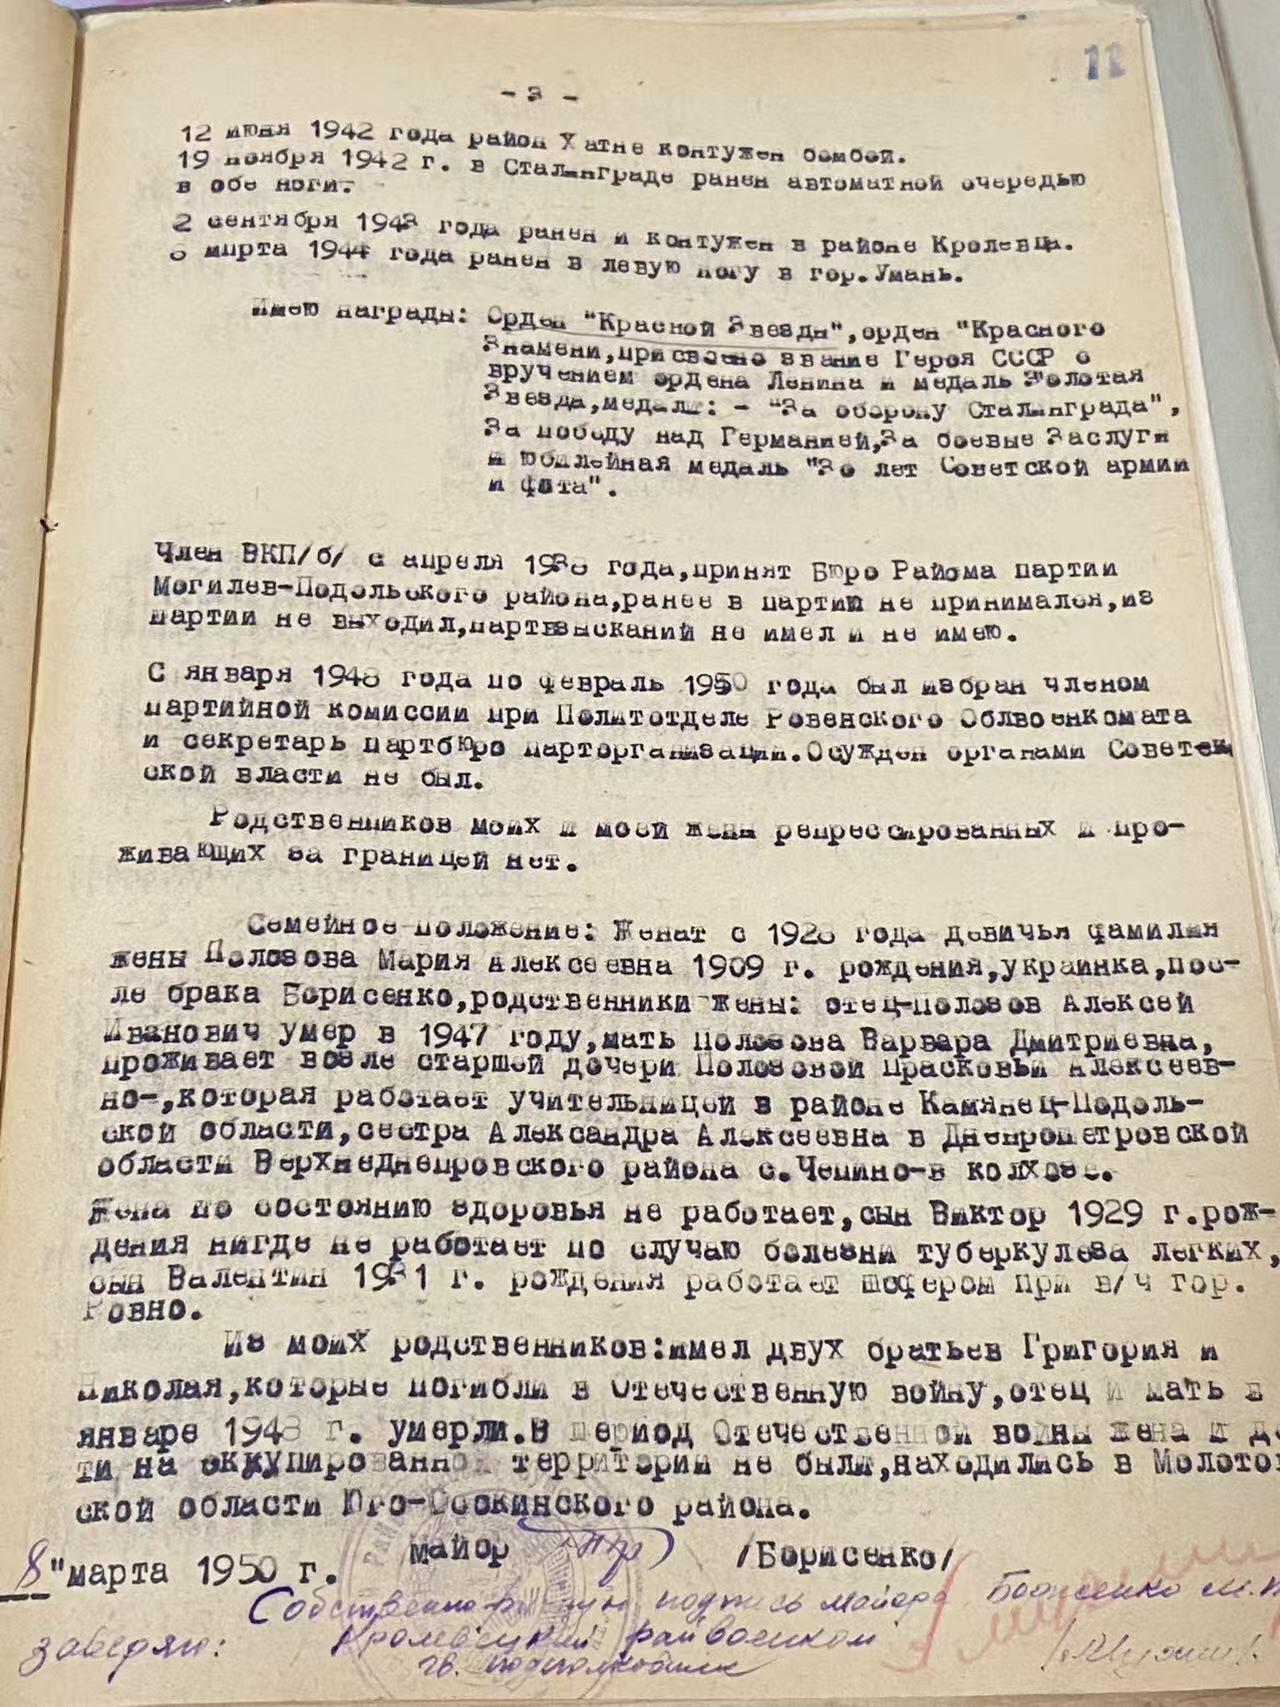 11
- 3 -
12 июня 1942 года район Хатне контужен бомбой.
19 ноября 1942 г. в Сталинграде ранен автоматной очередью
в обе ноги.
2 сентября 1943 года ранен и контужен в районе Кролевца.
марта 1944 года ранен в левую ногу в гор.Умань.
Имею награды: Орден "Красной Звезды",орден "Красного
Знамени,присвоено звание Героя СССР с
вручением ордена Ленина и медаль Золотая
Звезда,медали: - "За оборону Сталинграда",
За победу над Германией,За боевые Заслуги
и юбилейная медаль "30 лет Советской армии
и фота".
Член ВКП/б/ с апреля 1938 года,принят Бюро Райома партии
Могилев-Подольского района,ранее в партии не принимался,из
партии не выходил,партвзысканий не имел и не имею.
С января 1948 года по февраль 1950 года был избран членом
партийной комиссии при Политотделе Ровенского Облвоенкомата
и секретарь партбюро парторганизации.Осужден органами Советск
ской власти не был.
Родственников моих и моей жены репрессированных и про-
живающих за границей нет.
Семейное положение: Женат с 1928 года девичья фамилия
жены Полозова Мария Алексеевна 1909 г. рождения,украинка,пос-
ле брака Борисенко,родственники жены: отец-Полозов Алексей
Иванович умер в 1947 году,мать Полозова Варвара Дмитриевна,
проживает возле старшей дочери Полозовой Прасковьи Алексеев-
но-,которая работает учительницей в районе Камянец-Подоль-
ской области,сестра Александра Алексеевна в Днепропетровской
области Верхнеднепровского района с.Чепино-в колхозе.
Жена по состоянию здоровья не работает,сын Виктор 1929 г.рож-
дения нигде не работает по случаю болезни туберкулеза легких,
сын Валентин 1931 г. рождения работает шофером при в/ч гор.
Ровно.
Из моих родственников:имел двух братьев Григория и
Николая,которые погибли в Отечественную войну,отец и мать в
январе 1943 г. умерли.В период Отечественной войны жена и де
ти на оккупированной территории не были,находились в Молотов
ской области Юго-Соскинского района.
майор /Борисенко/
8 "марта 1950 г.
Собственноручную подпись майора Борисенко М.
заверяю: Кролевецкий райвоенком
гв. подполковник